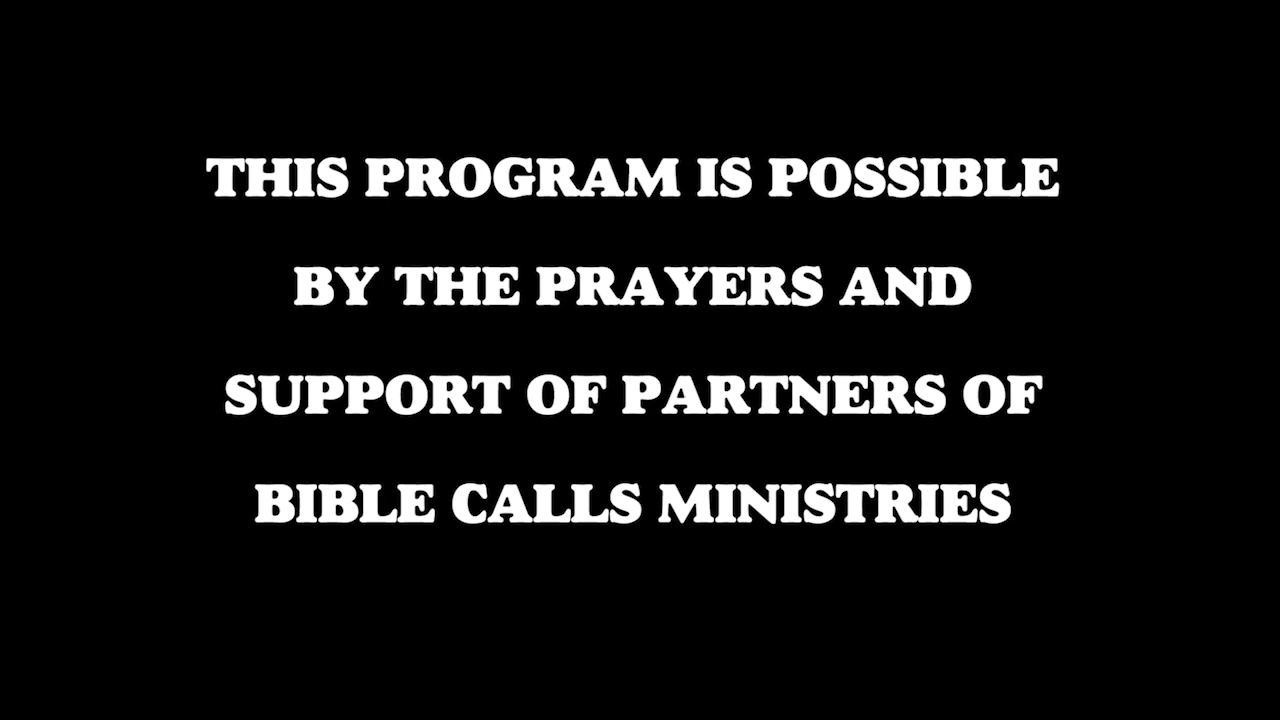 THIS PROGRAM IS POSSIBLE
BY THE PRAYERS AND
SUPPORT OF PARTNERS OF
BIBLE CALLS MINISTRIES